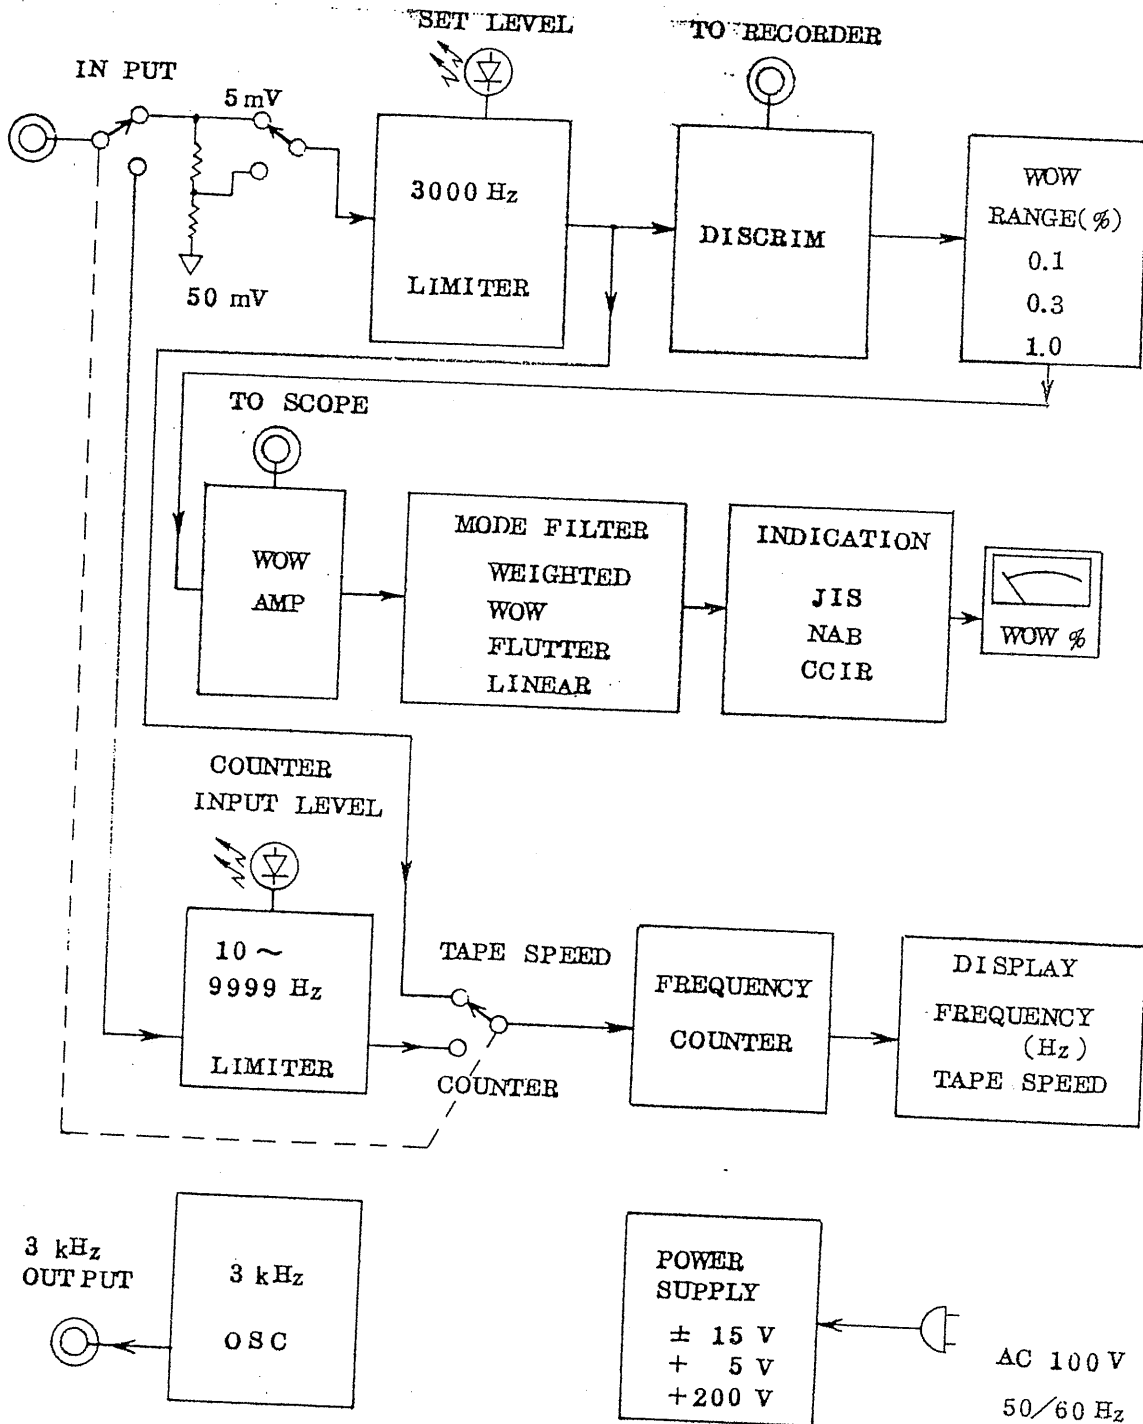 SET LEVEL
TO RECORDER
IN PUT
5 mV
50 mV
3000 Hz
LIMITER
DISCRIM
WOW
RANGE(%)
0.1
0.3
1.0
TO SCOPE
WOW
AMP
MODE FILTER
WEIGHTED
WOW
FLUTTER
LINEAR
INDICATION
JIS
NAB
CCIR
WOW %
COUNTER
INPUT LEVEL
10 ~
9999 Hz
LIMITER
TAPE SPEED
COUNTER
FREQUENCY
COUNTER
DISPLAY
FREQUENCY
(Hz)
TAPE SPEED
3 kHz
OUTPUT
3 kHz
OSC
POWER
SUPPLY
± 15 V
+ 5 V
+200 V
AC 100 V
50/60 Hz